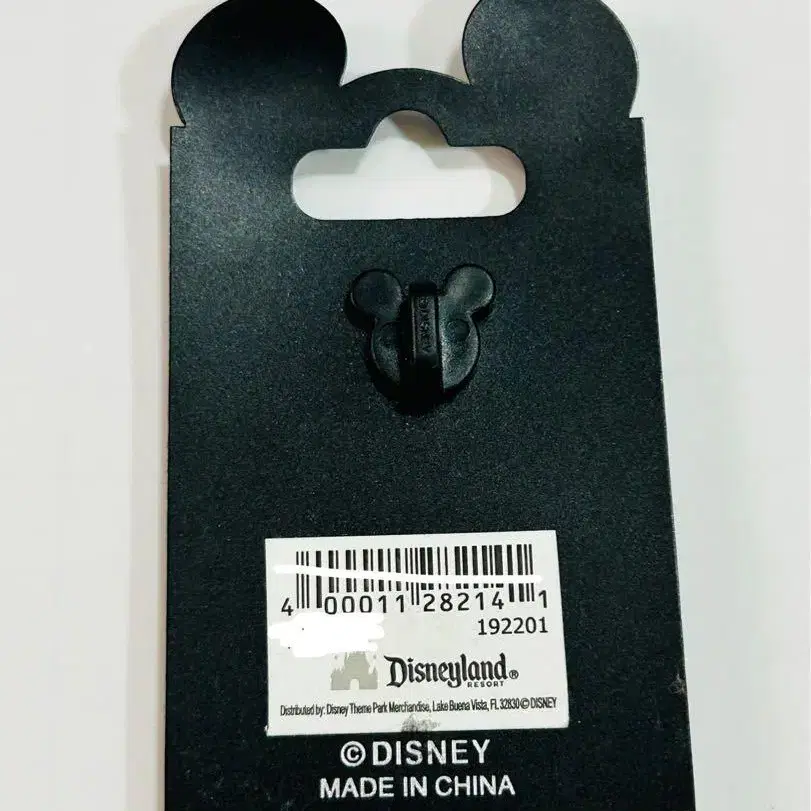 ©DISNEY
4 00011 28214 1
192201
Disneyland®
RESORT
Distributed by: Disney Theme Park Merchandise, Lake Buena Vista, FL 32830 © DISNEY
©DISNEY
MADE IN CHINA